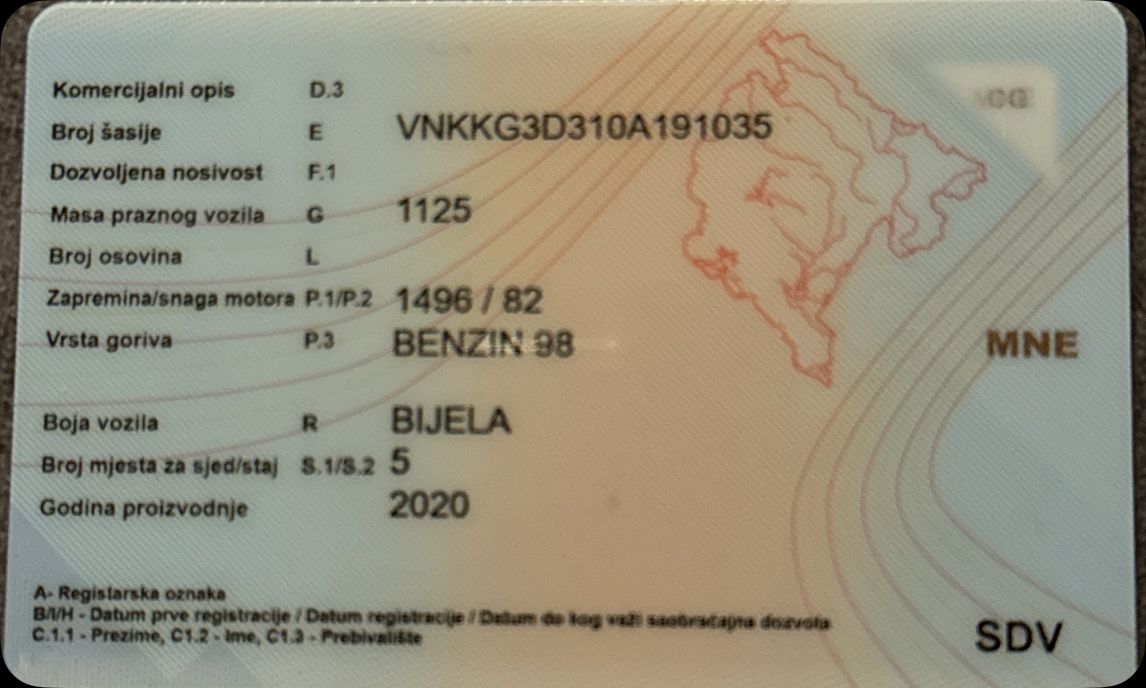 Komercijalni opis D.3
Broj šasije E VNKKG3D310A191035
Dozvoljena nosivost F.1
Masa praznog vozila G 1125
Broj osovina L
Zapremina/snaga motora P.1/P.2 1496 / 82
Vrsta goriva P.3 BENZIN 98
MNE
Boja vozila R BIJELA
Broj mjesta za sjed/staj S.1/S.2 5
Godina proizvodnje 2020
A- Registarska oznaka
B/I/H - Datum prve registracije / Datum registracije / Datum do kog važi saobraćajna dozvola
C.1.1 - Prezime, C1.2 - Ime, C1.3 - Prebivalište
SDV